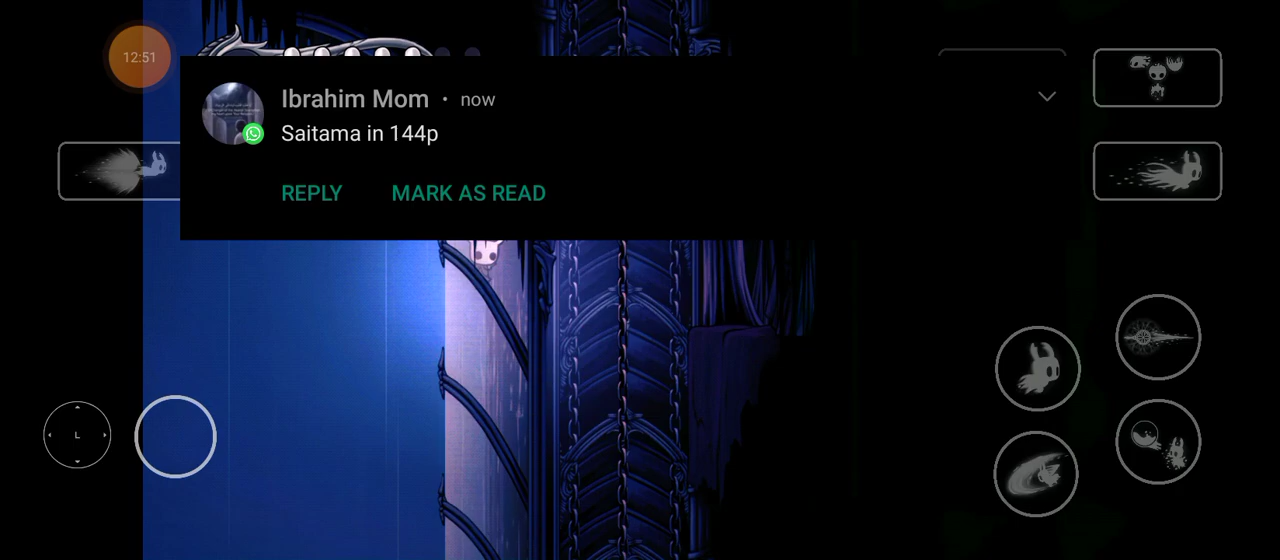 12:51
Ibrahim Mom • now
Saitama in 144p
REPLY MARK AS READ
L